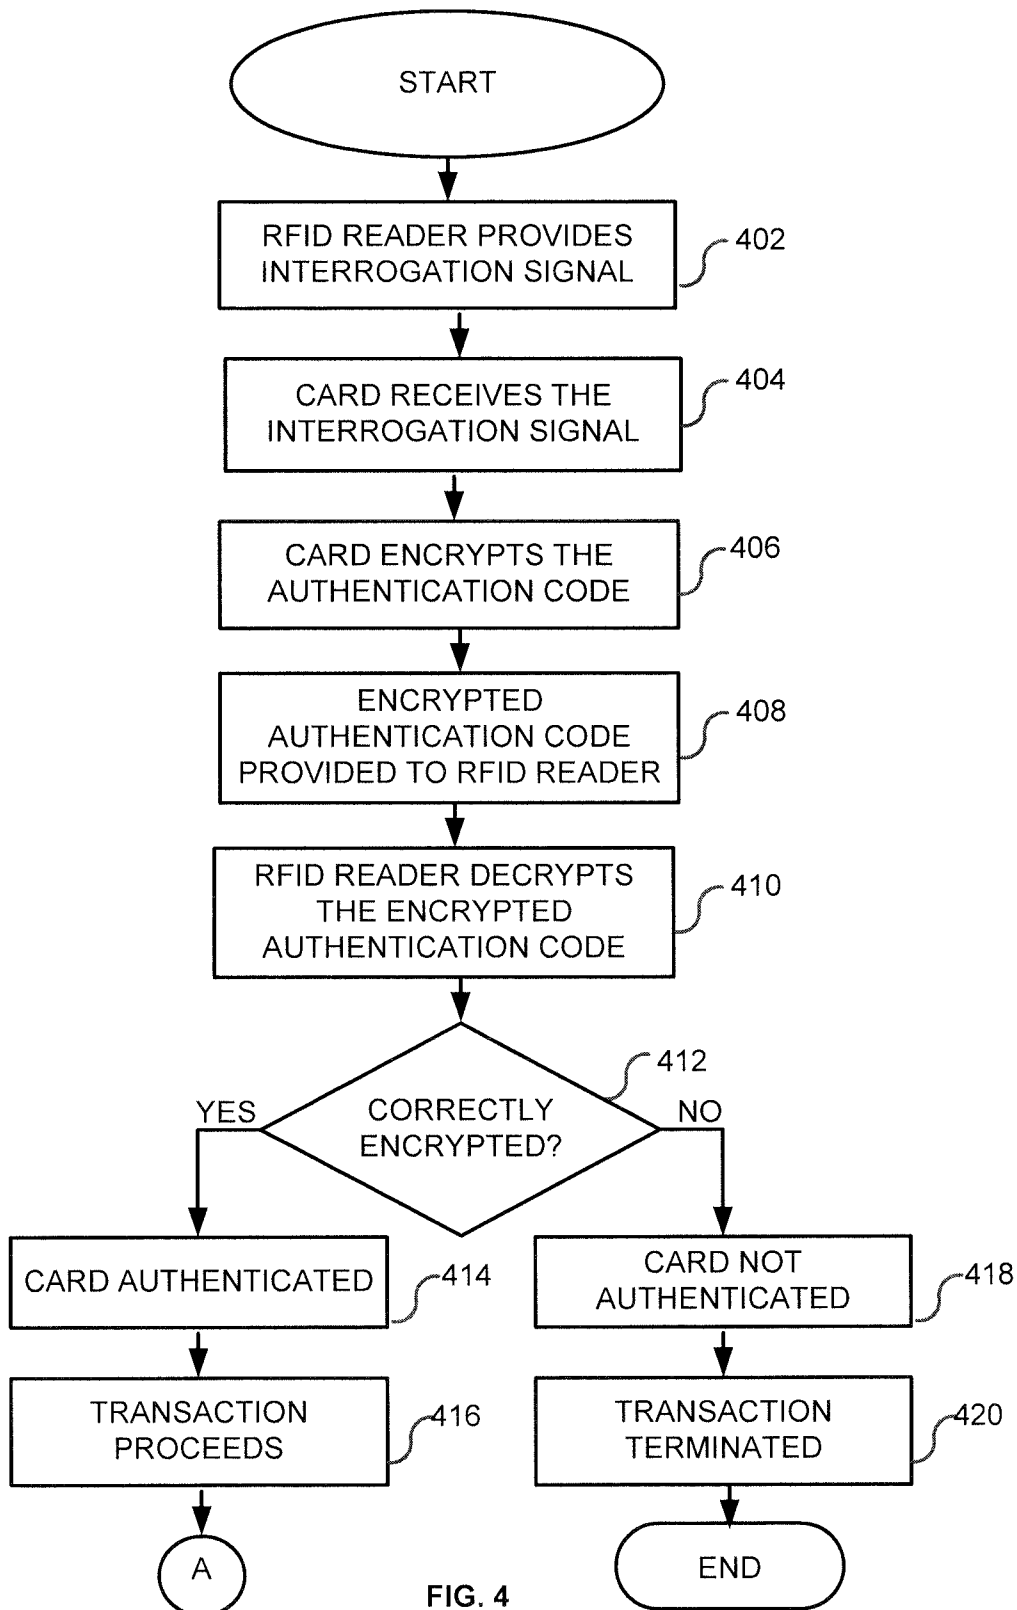 START
RFID READER PROVIDES
INTERROGATION SIGNAL
402
CARD RECEIVES THE
INTERROGATION SIGNAL
404
CARD ENCRYPTS THE
AUTHENTICATION CODE
406
ENCRYPTED
AUTHENTICATION CODE
PROVIDED TO RFID READER
408
RFID READER DECRYPTS
THE ENCRYPTED
AUTHENTICATION CODE
410
CORRECTLY
ENCRYPTED?
412
YES
NO
CARD AUTHENTICATED
414
CARD NOT
AUTHENTICATED
418
TRANSACTION
PROCEEDS
416
TRANSACTION
TERMINATED
420
A
END
FIG. 4